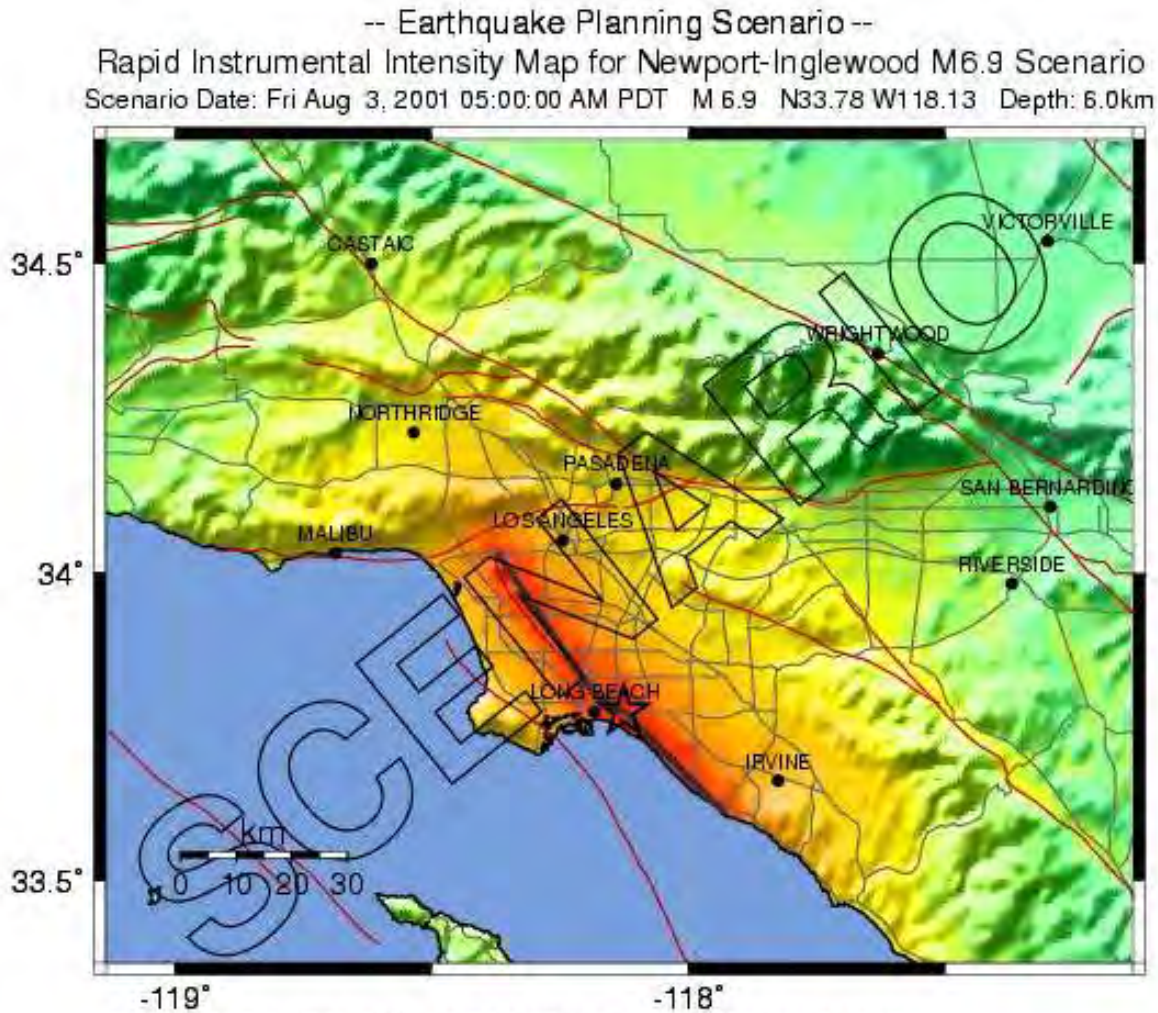 -- Earthquake Planning Scenario --
Rapid Instrumental Intensity Map for Newport-Inglewood M6.9 Scenario
Scenario Date: Fri Aug 3, 2001 05:00:00 AM PDT M 6.9 N33.78 W118.13 Depth: 6.0km
VICTORVILLE
CASTAIC
34.5°
WRIGHTWOOD
NORTHRIDGE
PASADENA
SAN BERNARDINO
LOS ANGELES
MALIBU
34°
RIVERSIDE
SCENARIO
LONG BEACH
IRVINE
km
33.5°
0 10 20 30
-119° -118°